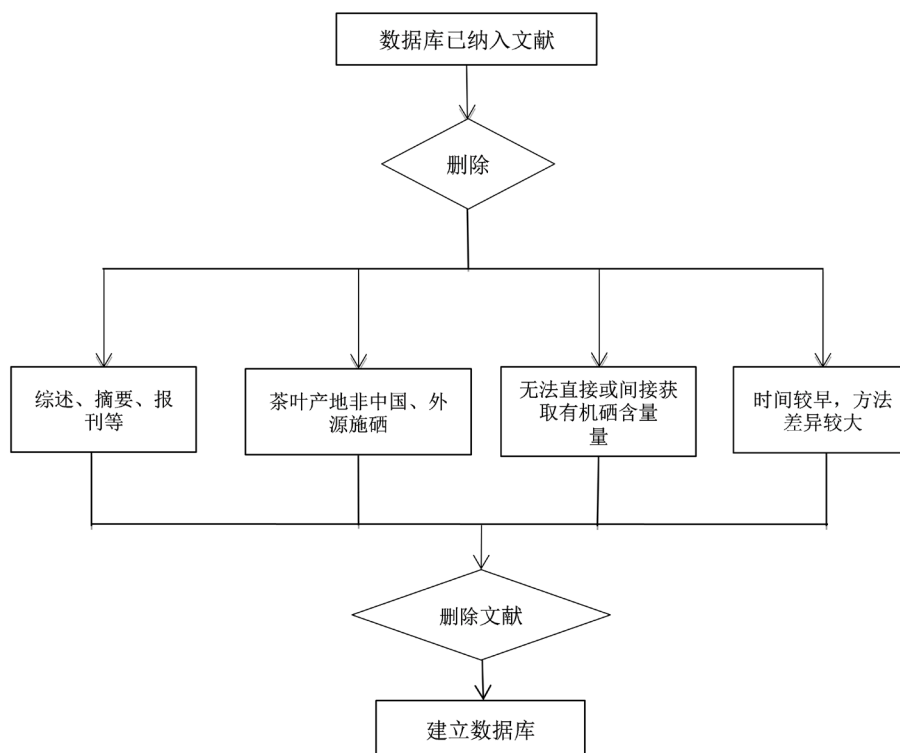 数据库已纳入文献
删除
综述、摘要、报
刊等
茶叶产地非中国、外
源施硒
无法直接或间接获
取有机硒含量
量
时间较早，方法
差异较大
删除文献
建立数据库